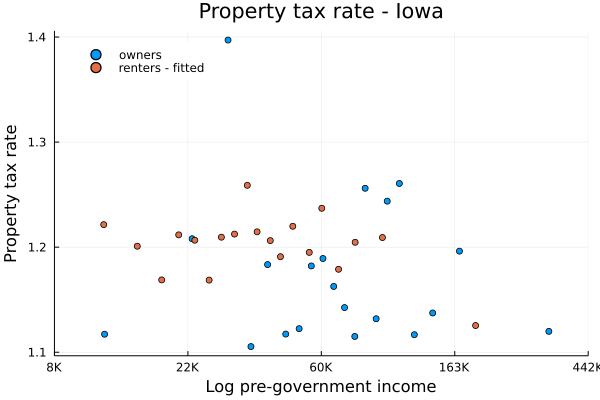 Property tax rate - Iowa
1.4
owners
renters - fitted
1.3
1.2
1.1
Property tax rate
8K 22K 60K 163K 442K
Log pre-government income